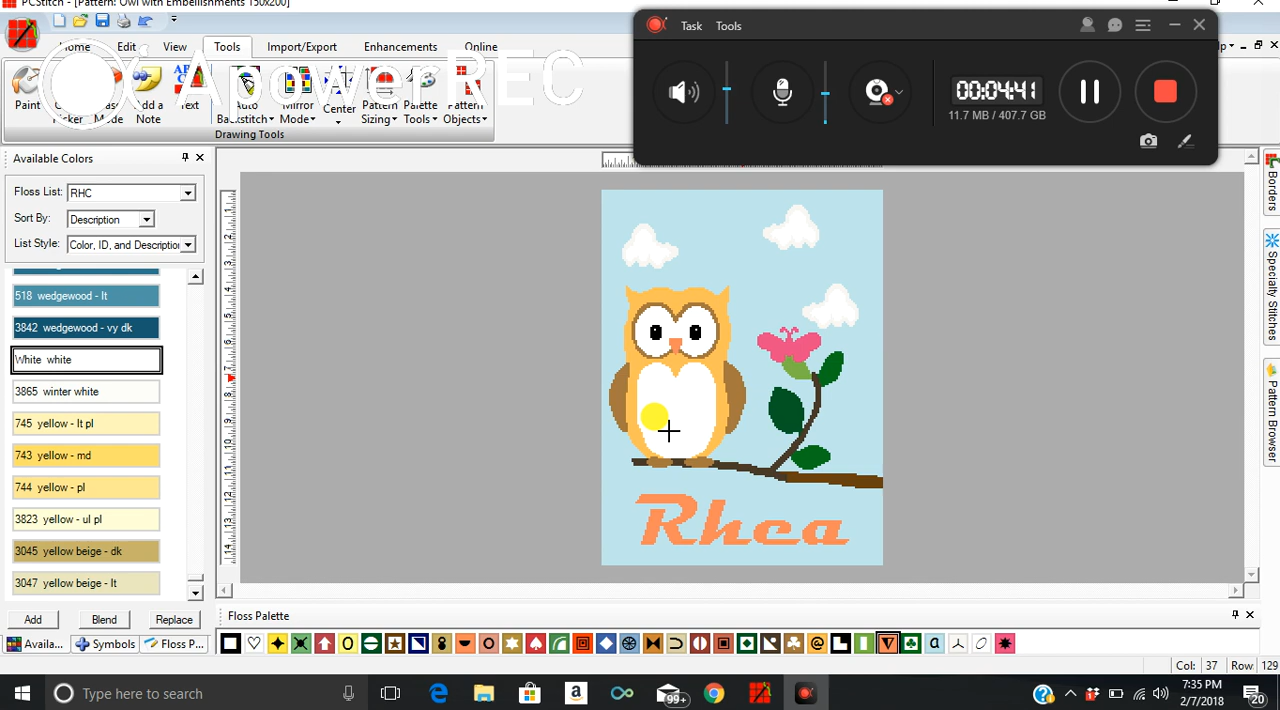 PCStitch - [Pattern: Owl with Embellishments 150x200]
Home Edit View Tools Import/Export Enhancements Online
ApowerREC
Paint
Mode
Add a Note
Text
Auto Backstitch
Mirror Mode
Center
Pattern Sizing
Palette Tools
Pattern Objects
Drawing Tools
Task Tools
00:04:41
11.7 MB / 407.7 GB
Available Colors
Floss List: RHC
Sort By: Description
List Style: Color, ID, and Description
518 wedgewood - lt
3842 wedgewood - vy dk
White white
3865 winter white
745 yellow - lt pl
743 yellow - md
744 yellow - pl
3823 yellow - ul pl
3045 yellow beige - dk
3047 yellow beige - lt
Add Blend Replace
Availa... Symbols Floss P...
Rhea
Borders
Specialty Stitches
Pattern Browser
Floss Palette
Col: 37 Row: 129
Type here to search
99+
7:35 PM
2/7/2018
20